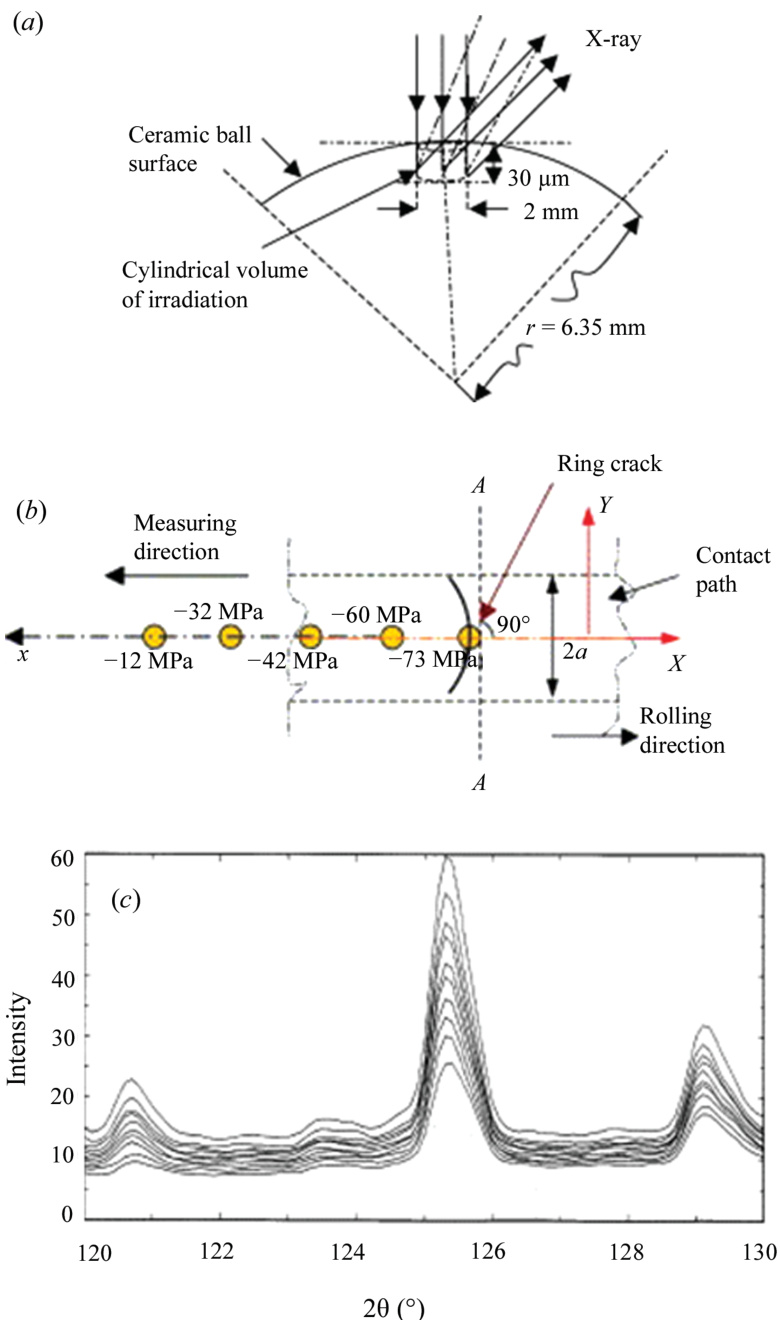 (a)
X-ray
Ceramic ball
surface
30 µm
2 mm
Cylindrical volume
of irradiation
r = 6.35 mm
(b)
Ring crack
A
Y
Measuring
direction
Contact
path
−32 MPa
−60 MPa
90°
x
−12 MPa
−42 MPa
−73 MPa
2a
X
Rolling
direction
A
(c)
60
50
40
30
20
10
0
Intensity
120
122
124
126
128
130
2θ (°)